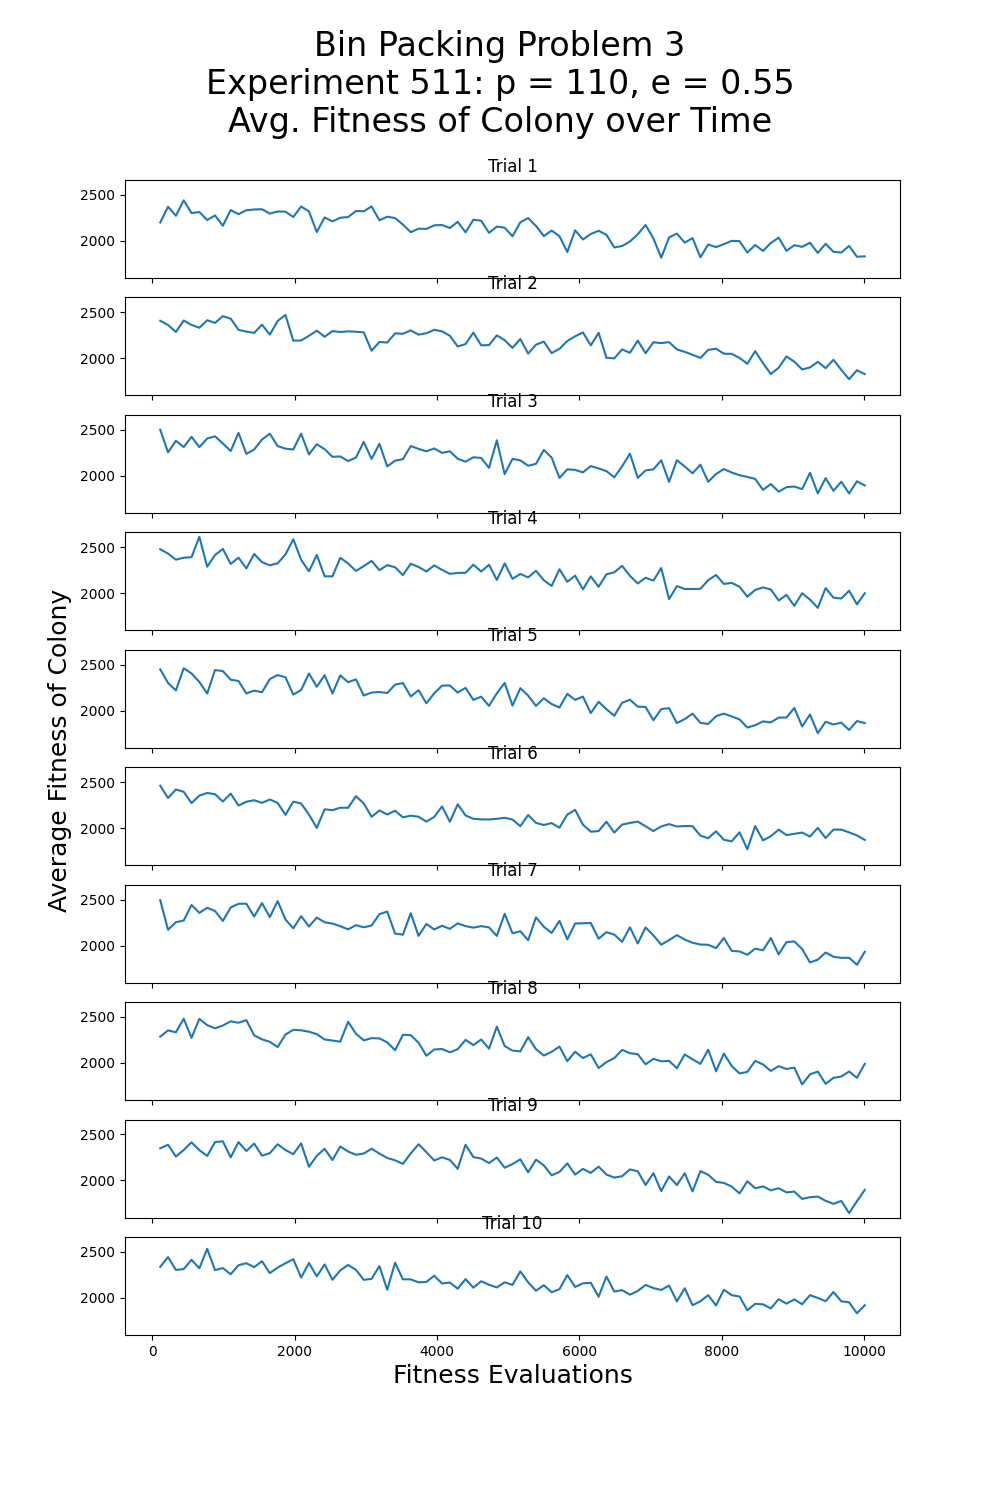 Bin Packing Problem 3
Experiment 511: p = 110, e = 0.55
Avg. Fitness of Colony over Time
Trial 1
2500
2000
Trial 2
2500
2000
Trial 3
2500
2000
Trial 4
2500
2000
Trial 5
2500
2000
Trial 6
2500
2000
Trial 7
2500
2000
Trial 8
2500
2000
Trial 9
2500
2000
Trial 10
2500
2000
0 2000 4000 6000 8000 10000
Fitness Evaluations
Average Fitness of Colony